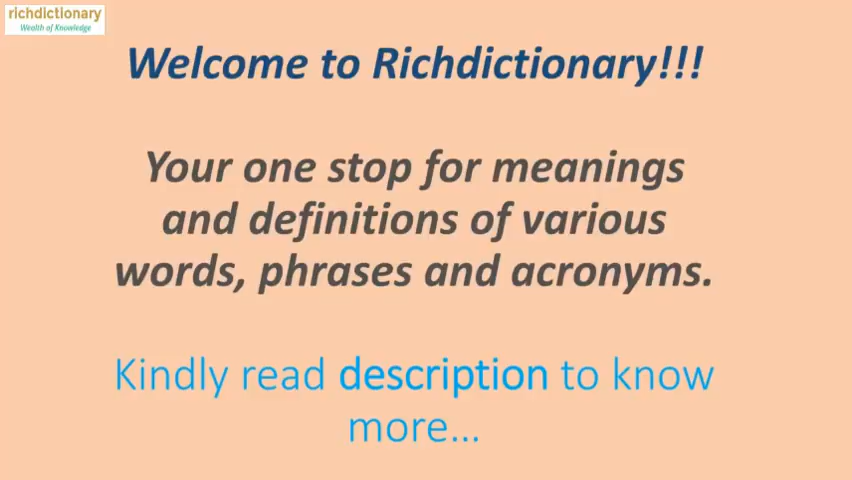 richdictionary
Wealth of Knowledge
Welcome to Richdictionary!!!
Your one stop for meanings
and definitions of various
words, phrases and acronyms.
Kindly read description to know
more...